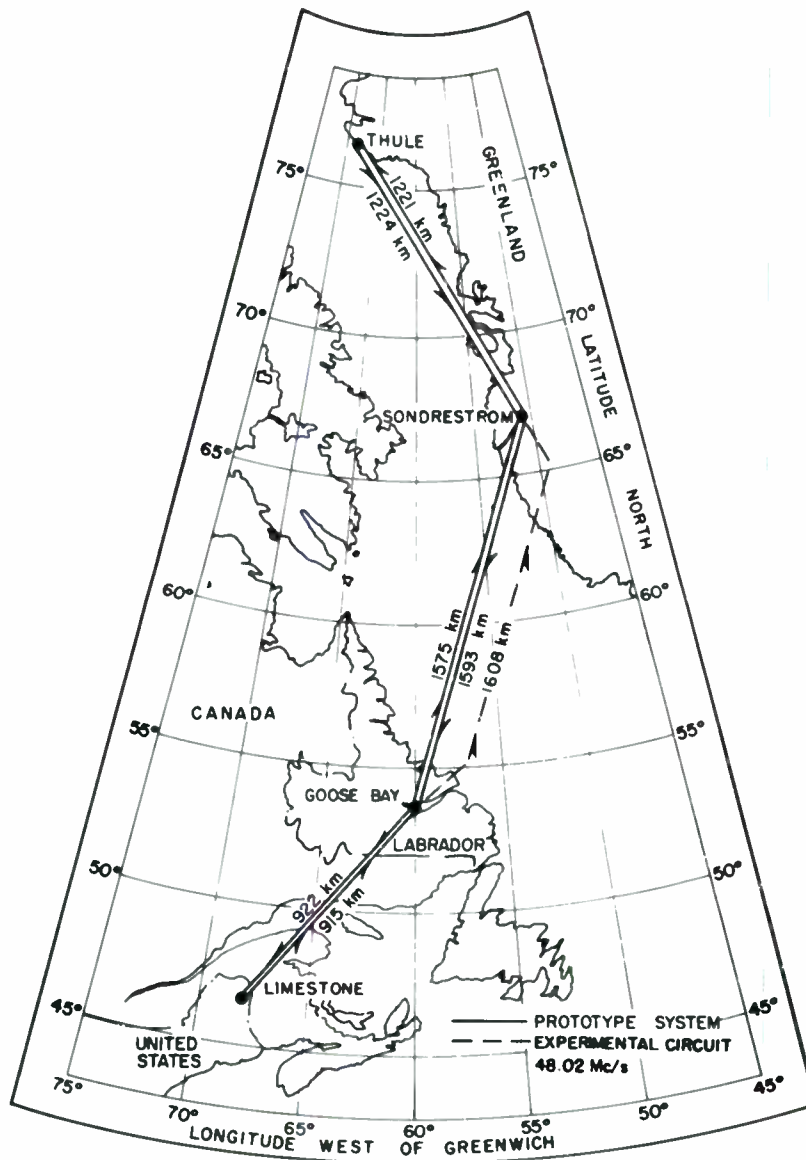 THULE
75°
75°
GREENLAND
1221 km
1224 km
70°
70°
LATITUDE NORTH
SONDRESTROM
65°
65°
60°
60°
1575 km
1593 km
1608 km
CANADA
55°
55°
GOOSE BAY
LABRADOR
50°
50°
922 km
915 km
LIMESTONE
45°
45°
UNITED
STATES
PROTOTYPE SYSTEM
EXPERIMENTAL CIRCUIT
48.02 Mc/s
75°
70°
65°
60°
55°
50°
45°
LONGITUDE WEST OF GREENWICH